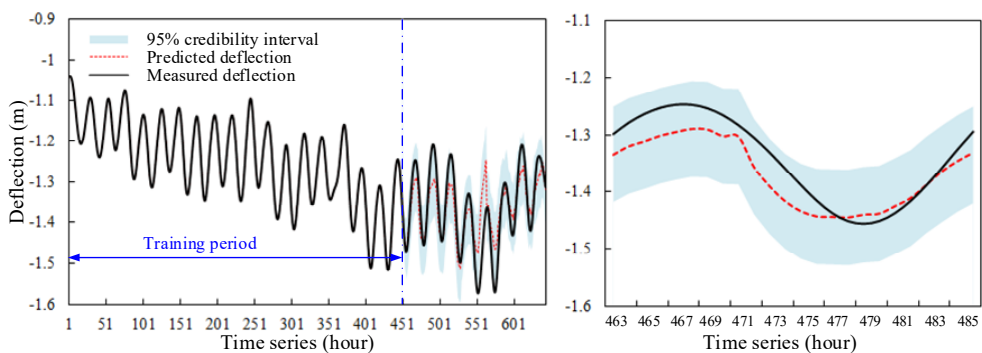 -0.9
-1
-1.1
-1.2
-1.3
-1.4
-1.5
-1.6
Deflection (m)
95% credibility interval
Predicted deflection
Measured deflection
Training period
1 51 101 151 201 251 301 351 401 451 501 551 601
Time series (hour)
-1.1
-1.2
-1.3
-1.4
-1.5
-1.6
463 465 467 469 471 473 475 477 479 481 483 485
Time series (hour)